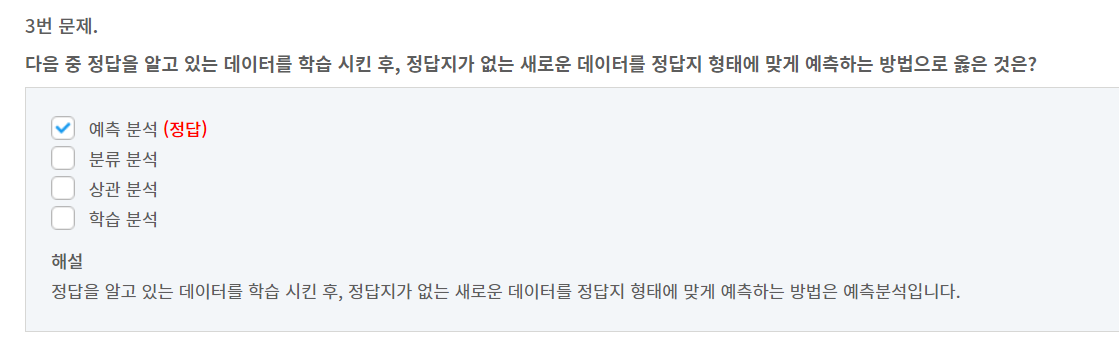 3번 문제.
다음 중 정답을 알고 있는 데이터를 학습 시킨 후, 정답지가 없는 새로운 데이터를 정답지 형태에 맞게 예측하는 방법으로 옳은 것은?
예측 분석 (정답)
분류 분석
상관 분석
학습 분석
해설
정답을 알고 있는 데이터를 학습 시킨 후, 정답지가 없는 새로운 데이터를 정답지 형태에 맞게 예측하는 방법은 예측분석입니다.